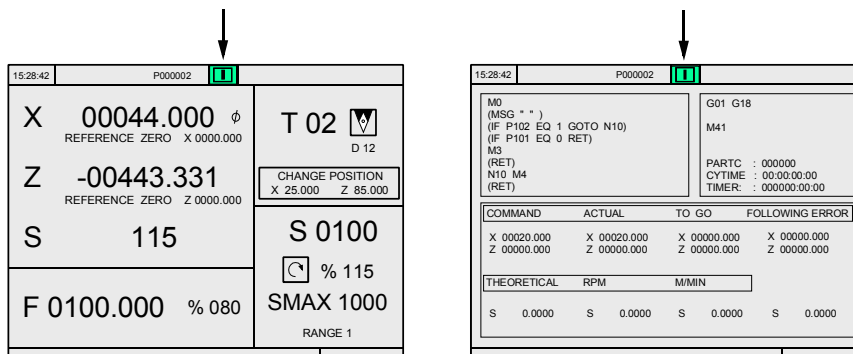 15:28:42 P000002
X 00044.000 ϕ
REFERENCE ZERO X 0000.000
Z -00443.331
REFERENCE ZERO Z 0000.000
S 115
F 0100.000 % 080
T 02
D 12
CHANGE POSITION
X 25.000 Z 85.000
S 0100
% 115
SMAX 1000
RANGE 1
15:28:42 P000002
M0
(MSG " " )
(IF P102 EQ 1 GOTO N10)
(IF P101 EQ 0 RET)
M3
(RET)
N10 M4
(RET)
G01 G18
M41
PARTC : 000000
CYTIME : 00:00:00:00
TIMER: : 000000:00:00
COMMAND ACTUAL TO GO FOLLOWING ERROR
X 00020.000 X 00020.000 X 00000.000 X 00000.000
Z 00000.000 Z 00000.000 Z 00000.000 Z 00000.000
THEORETICAL RPM M/MIN
S 0.0000 S 0.0000 S 0.0000 S 0.0000